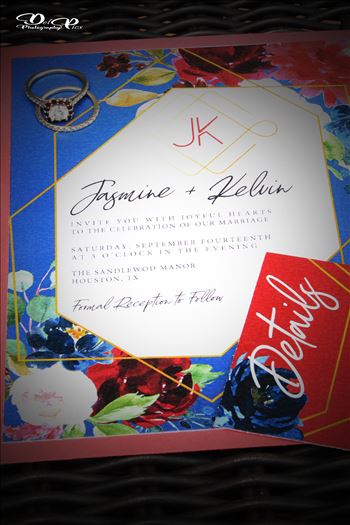 JK
Jasmine + Kelvin
INVITE YOU WITH JOYFUL HEARTS
TO THE CELEBRATION OF OUR MARRIAGE
SATURDAY, SEPTEMBER FOURTEENTH
AT 5 O'CLOCK IN THE EVENING
THE SANDLEWOD MANOR
HOUSTON, TX
Formal Reception to Follow
Details